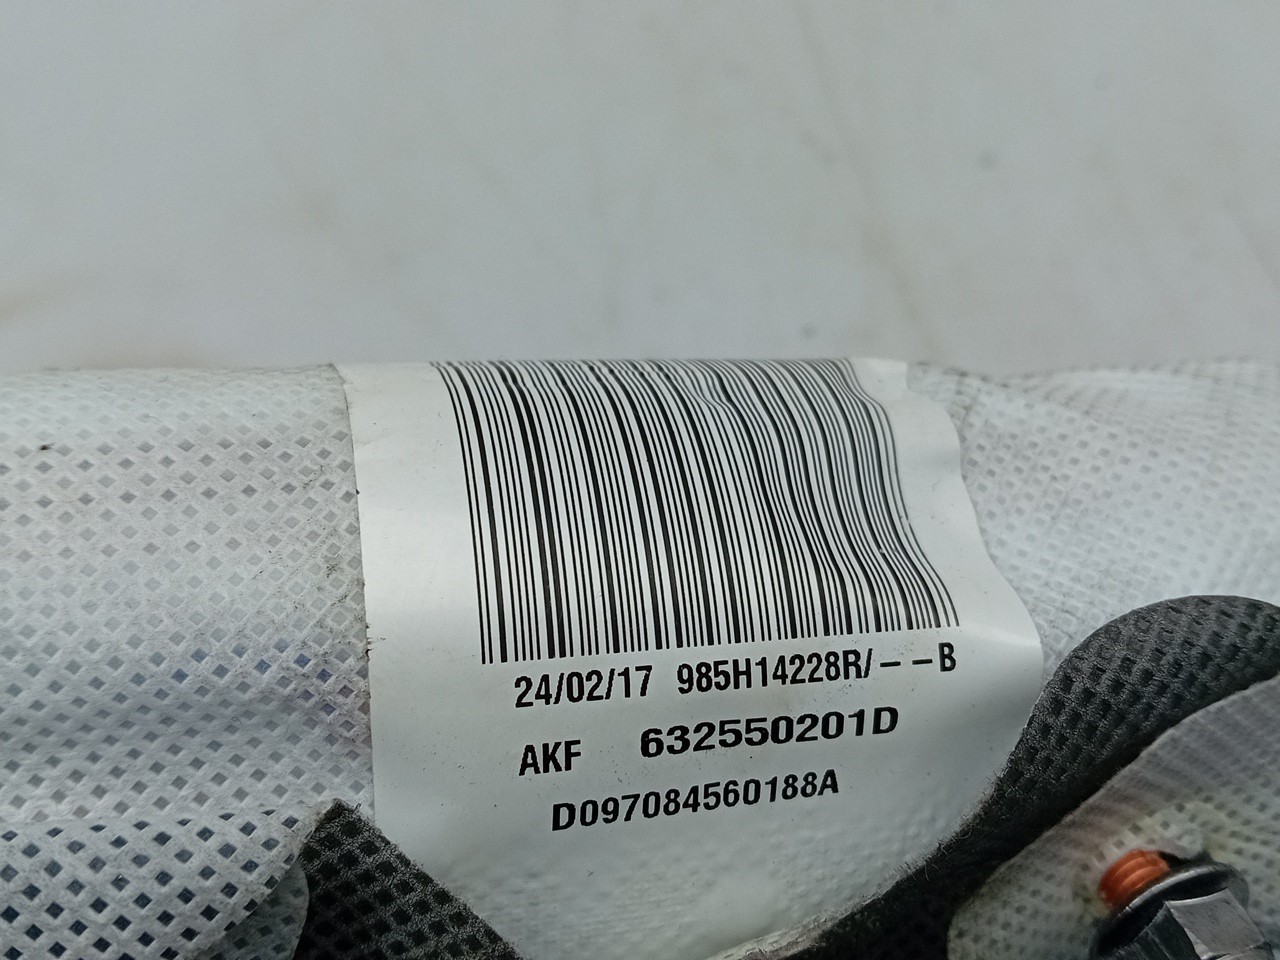 24/02/17 985H14228R/--B
AKF 632550201D
D097084560188A